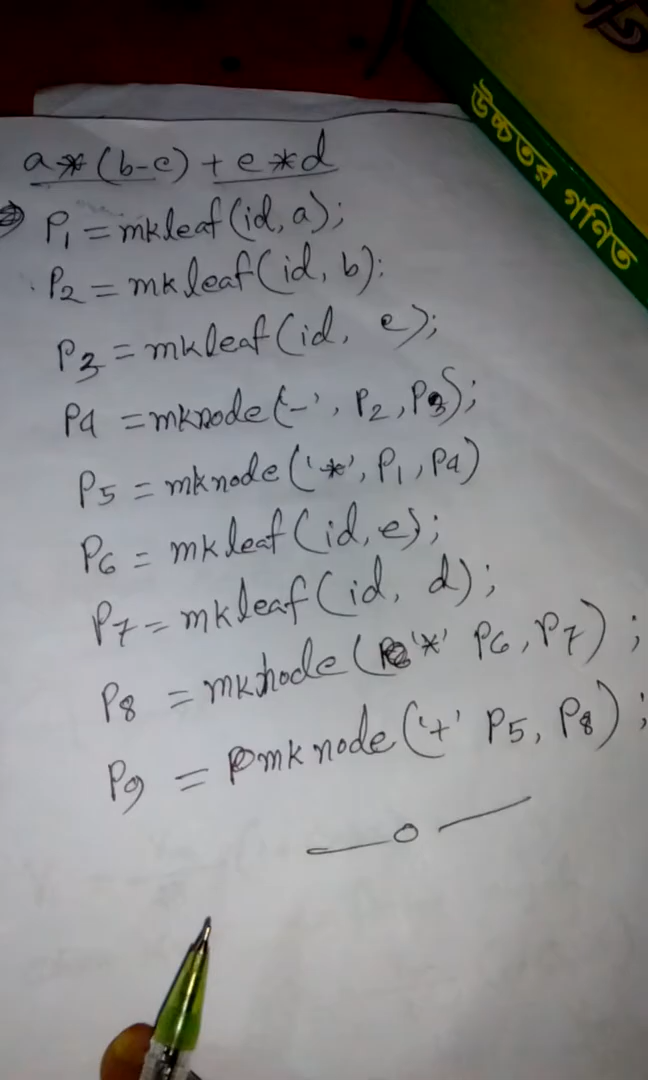 উচ্চতর গণিত
a*(b-c) + e*d
P1 = mkleaf(id, a);
P2 = mkleaf(id, b);
P3 = mkleaf(id, e);
P4 = mknode('-', P2, P3);
P5 = mknode('*', P1, P4)
P6 = mkleaf(id, e);
P7 = mkleaf(id, d);
P8 = mknode('*' P6, P7);
P9 = mknode('+' P5, P8);